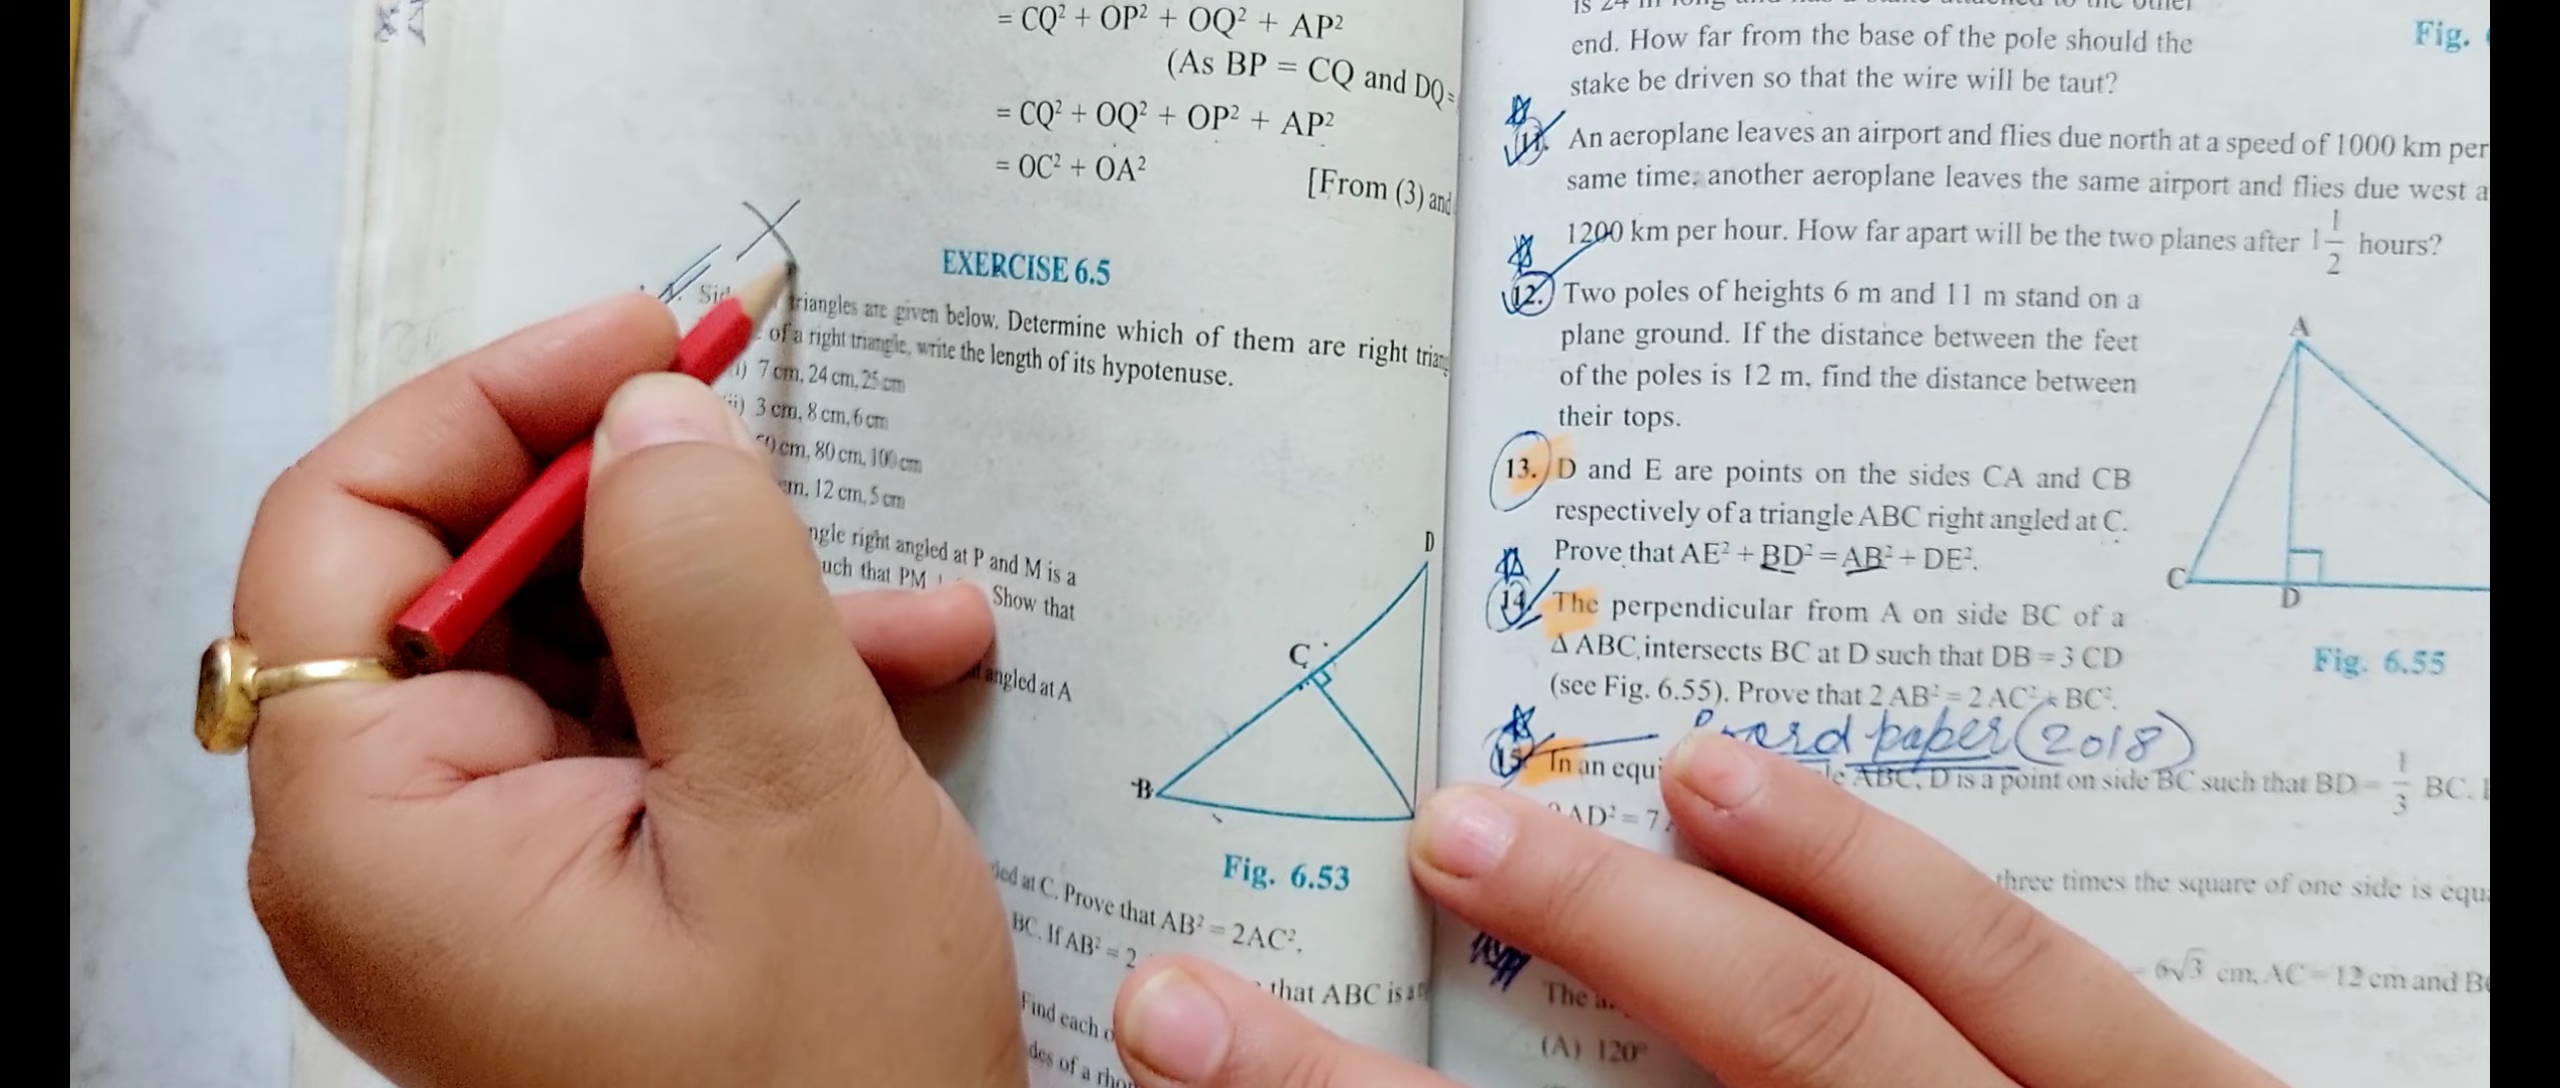 = CQ² + OP² + OQ² + AP²
(As BP = CQ and DQ =
= CQ² + OQ² + OP² + AP²
= OC² + OA²
[From (3) and
EXERCISE 6.5
triangles are given below. Determine which of them are right
of a right triangle, write the length of its hypotenuse.
7 cm, 24 cm, 25 cm
3 cm, 8 cm, 6 cm
cm, 80 cm, 100 cm
12 cm, 5 cm
right angled at P and M is a
that PM
Show that
angled at A
D
C
B
Fig. 6.53
at C. Prove that AB² = 2AC².
BC. If AB² = 2
that ABC is
Find each
of a
end. How far from the base of the pole should the
Fig.
stake be driven so that the wire will be taut?
11. An aeroplane leaves an airport and flies due north at a speed of 1000 km per
same time, another aeroplane leaves the same airport and flies due west a
1200 km per hour. How far apart will be the two planes after 1 1/2 hours?
12. Two poles of heights 6 m and 11 m stand on a
plane ground. If the distance between the feet
of the poles is 12 m, find the distance between
their tops.
13. D and E are points on the sides CA and CB
respectively of a triangle ABC right angled at C.
Prove that AE² + BD² = AB² + DE².
14. The perpendicular from A on side BC of a
Δ ABC intersects BC at D such that DB = 3 CD
(see Fig. 6.55). Prove that 2 AB² = 2 AC² + BC².
A
C
D
Fig. 6.55
paper (2018)
15. In an
ABC, D is a point on side BC such that BD = 1/3 BC.
AD² = 7
three times the square of one side is
6√3 cm, AC = 12 cm and
The
(A) 120°